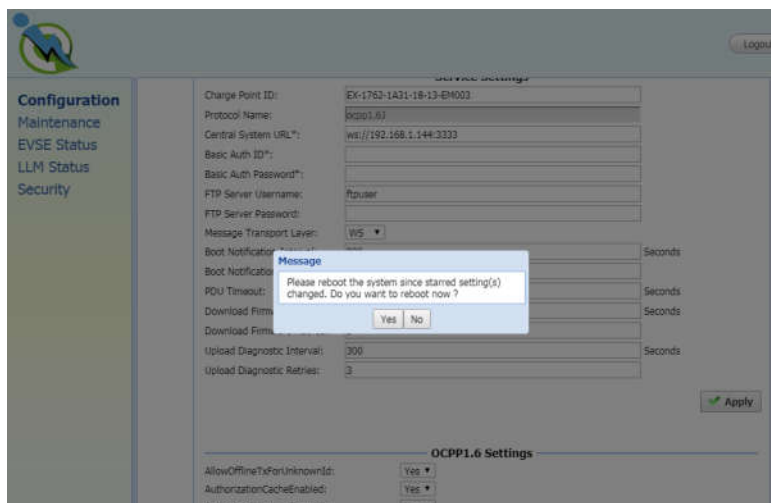 Logou
Service Settings
Configuration
Maintenance
EVSE Status
LLM Status
Security
Charge Point ID: EX-1762-1A31-18-13-EM003
Protocol Name: ocpp1.6J
Central System URL*: ws://192.168.1.144:3333
Basic Auth ID*:
Basic Auth Password*:
FTP Server Username: ftpuser
FTP Server Password:
Message Transport Layer: WS
Boot Notification Seconds
Boot Notification
PDU Timeout: Seconds
Download Firm Seconds
Download Firm
Message
Please reboot the system since starred setting(s)
changed. Do you want to reboot now ?
Yes No
Upload Diagnostic Interval: 300 Seconds
Upload Diagnostic Retries: 3
Apply
OCPP1.6 Settings
AllowOfflineTxForUnknownId: Yes
AuthorizationCacheEnabled: Yes